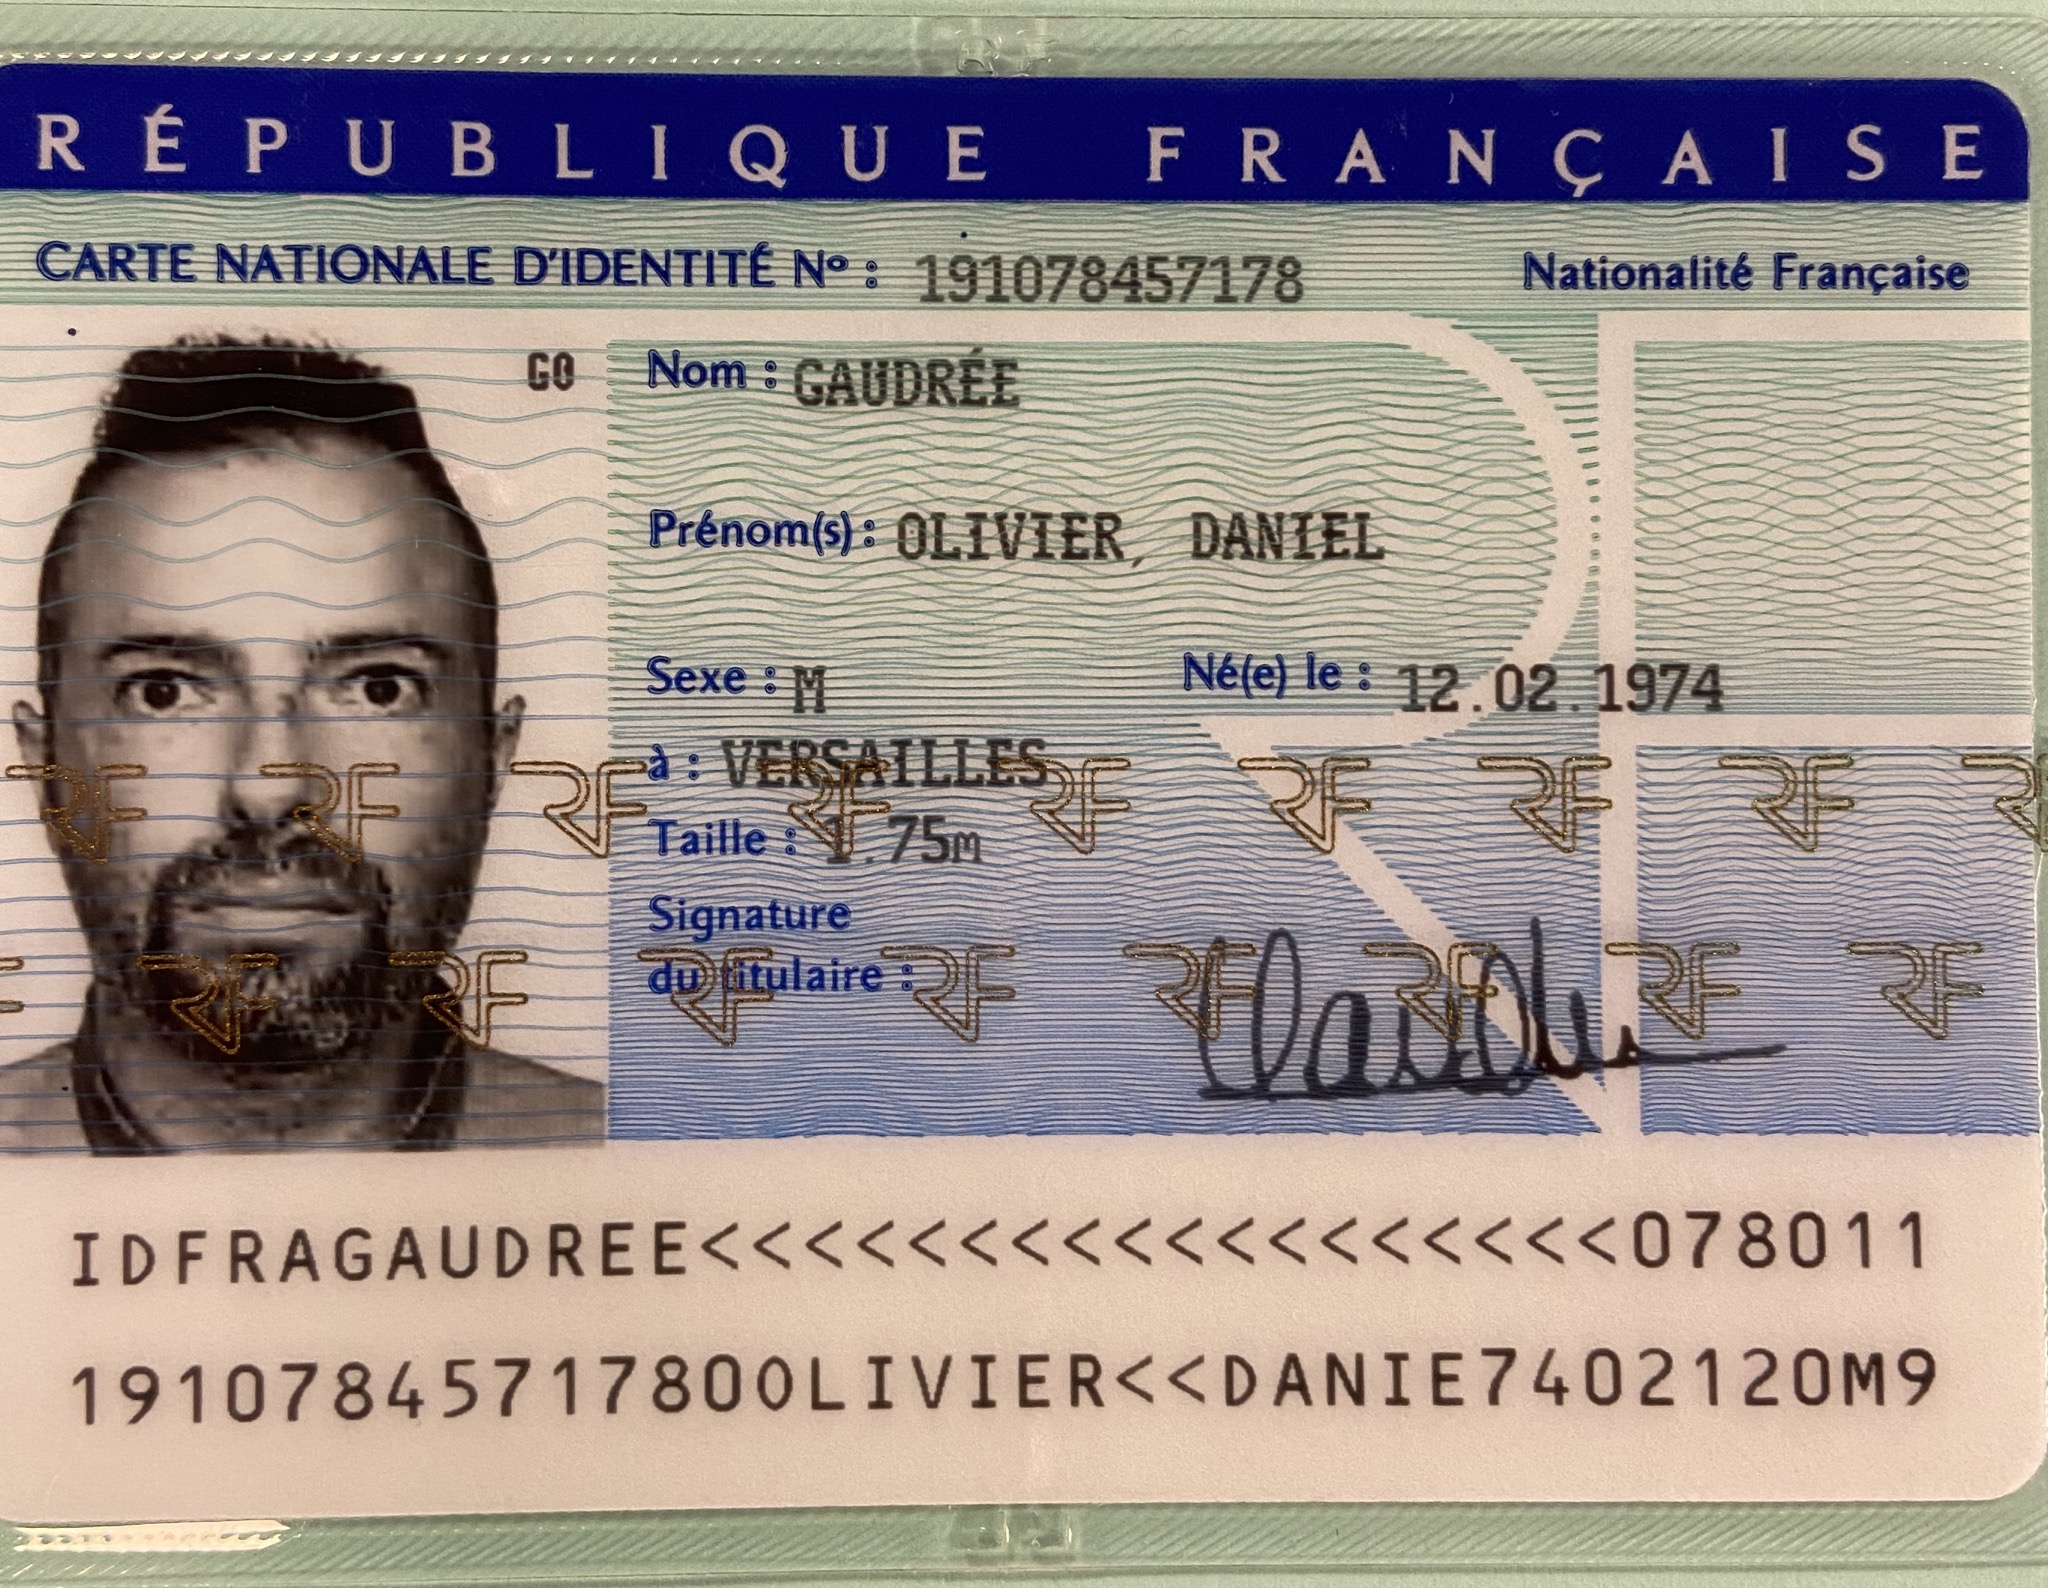 RÉPUBLIQUE FRANÇAISE
CARTE NATIONALE D'IDENTITÉ Nº : 191078457178 Nationalité Française
GO
Nom : GAUDRÉE
Prénom(s) : OLIVIER, DANIEL
Sexe : M Né(e) le : 12.02.1974
à : VERSAILLES
RF RF RF RF RF RF RF RF RF
Taille : 1.75m
Signature
du titulaire :
RF RF RF RF RF RF RF RF
IDFRAGAUDREE<<<<<<<<<<<<<<<<<<078011
1910784571780OLIVIER<<DANIE7402120M9